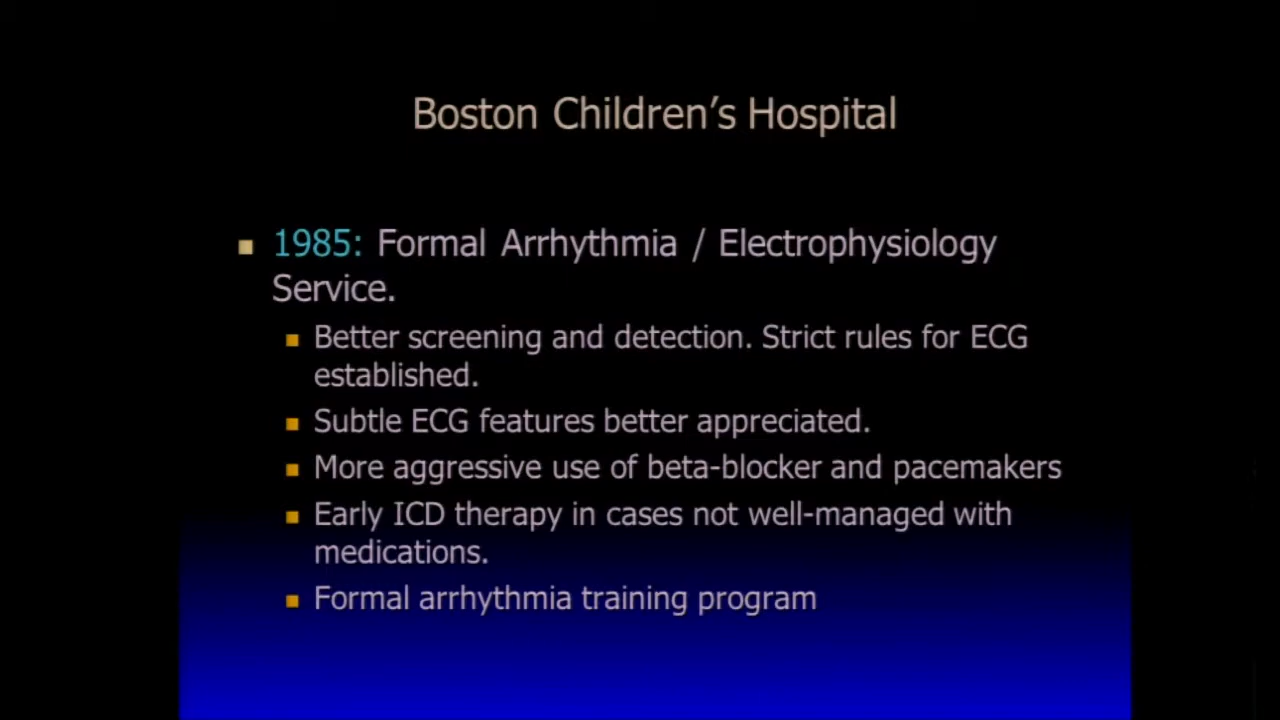 Boston Children’s Hospital
1985: Formal Arrhythmia / Electrophysiology
Service.
Better screening and detection. Strict rules for ECG
established.
Subtle ECG features better appreciated.
More aggressive use of beta-blocker and pacemakers
Early ICD therapy in cases not well-managed with
medications.
Formal arrhythmia training program